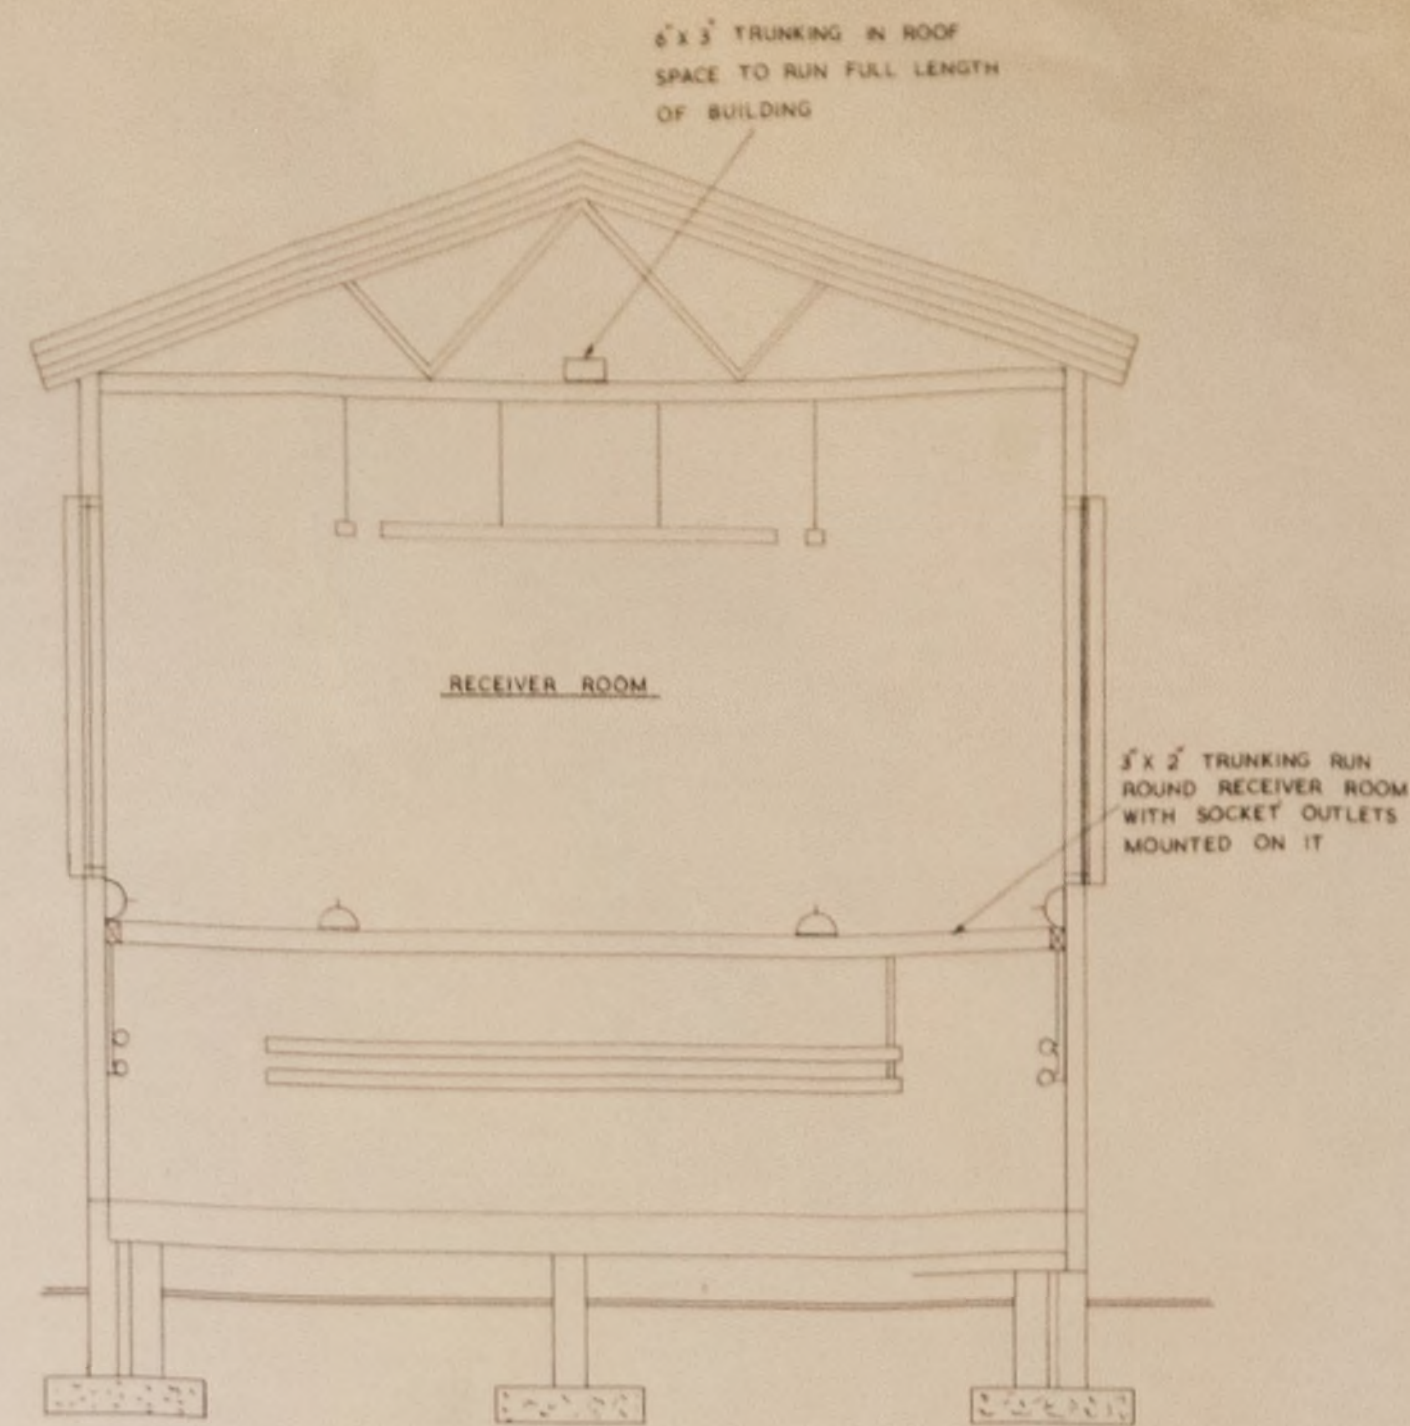 6" X 3" TRUNKING IN ROOF
SPACE TO RUN FULL LENGTH
OF BUILDING
RECEIVER ROOM
3" X 2" TRUNKING RUN
ROUND RECEIVER ROOM
WITH SOCKET OUTLETS
MOUNTED ON IT